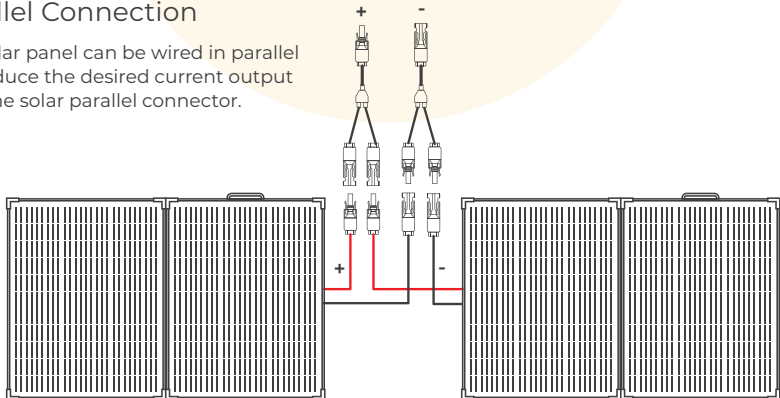 llel Connection
lar panel can be wired in parallel
duce the desired current output
he solar parallel connector.
+ -
+ -